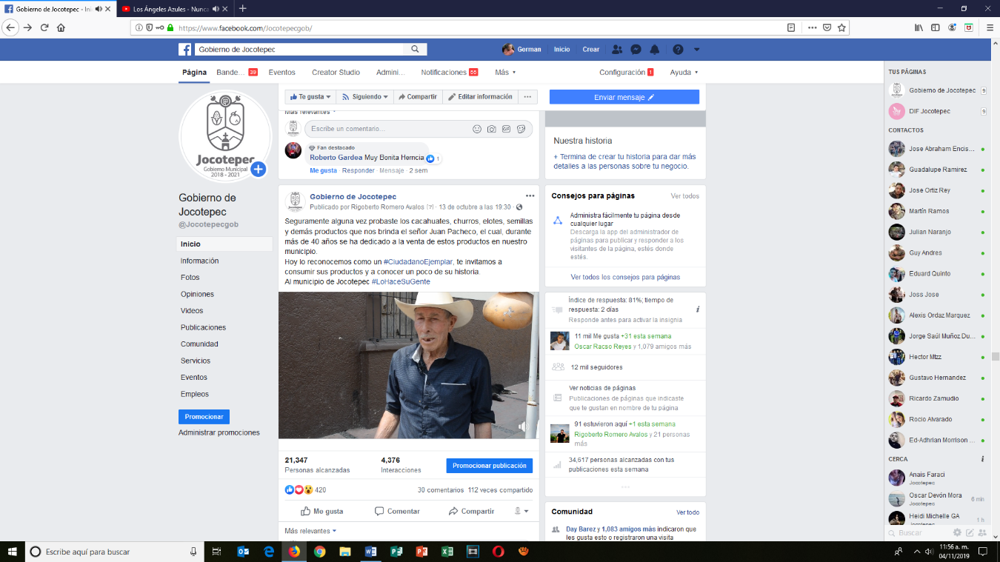 Gobierno de Jocotepec - Ini
Los Ángeles Azules - Nunca
https://www.facebook.com/Jocotepecgob/
Gobierno de Jocotepec
German
Inicio
Crear
Página
Bande... 39
Eventos
Creator Studio
Admini...
Notificaciones 55
Más
Configuración 1
Ayuda
Jocotepec
Gobierno Municipal
2018 - 2021
Gobierno de
Jocotepec
@Jocotepecgob
Inicio
Información
Fotos
Opiniones
Videos
Publicaciones
Comunidad
Servicios
Eventos
Empleos
Promocionar
Administrar promociones
Te gusta
Siguiendo
Compartir
Editar información
...
Más relevantes
Escribe un comentario...
GIF
Fan destacado
Roberto Gardea Muy Bonita Herncia 1
Me gusta · Responder · Mensaje · 2 sem
Gobierno de Jocotepec
Publicado por Rigoberto Romero Avalos [?] · 13 de octubre a las 19:30 ·
Seguramente alguna vez probaste los cacahuates, churros, elotes, semillas
y demás productos que nos brinda el señor Juan Pacheco, el cual, durante
más de 40 años se ha dedicado a la venta de estos productos en nuestro
municipio.
Hoy lo reconocemos como un #CiudadanoEjemplar, te invitamos a
consumir sus productos y a conocer un poco de su historia.
Al municipio de Jocotepec #LoHaceSuGente
21,347
Personas alcanzadas
4,376
Interacciones
Promocionar publicación
420
30 comentarios 112 veces compartido
Me gusta
Comentar
Compartir
Más relevantes
Enviar mensaje
Nuestra historia
+ Termina de crear tu historia para dar más
detalles a las personas sobre tu negocio.
Consejos para páginas
Ver todos
Administra fácilmente tu página desde
cualquier lugar
Descarga la app del administrador de
páginas para publicar y responder a los
visitantes de la página, estés donde
estés.
Ver todos los consejos para páginas
Índice de respuesta: 81%; tiempo de
respuesta: 2 días
Responde antes para activar la insignia
11 mil Me gusta +31 esta semana
Oscar Racso Reyes y 1,079 amigos más
12 mil seguidores
Ver noticias de páginas
Publicaciones de páginas que indicaste
que te gustan en nombre de tu página
91 estuvieron aquí +1 esta semana
Rigoberto Romero Avalos y 21 personas
más
34,617 personas alcanzadas con tus
publicaciones esta semana
...
Comunidad
Ver todo
Day Barez y 1,083 amigos más indicaron que
les gusta esto o registraron una visita
TUS PÁGINAS
Gobierno de Jocotepec
DIF Jocotepec
CONTACTOS
Jose Abraham Encis...
Guadalupe Ramirez
Jose Ortiz Rey
Martín Ramos
Julian Naranjo
Guy Andres
Eduard Quinto
Joss Jose
Alexis Ordaz Marquez
Jorge Saúl Muñoz Du...
Hector Mtzz
Gustavo Hernandez
Ricardo Zamudio
Rocio Alvarado
Ed-Adhrian Morrison ...
CERCA
Anais Faraci
Jocotepec
Oscar Devón Mora
Jocotepec
6 min
Heidi Michelle GA
Jocotepec
1 h
Buscar
Escribe aquí para buscar
11:56 a. m.
04/11/2019